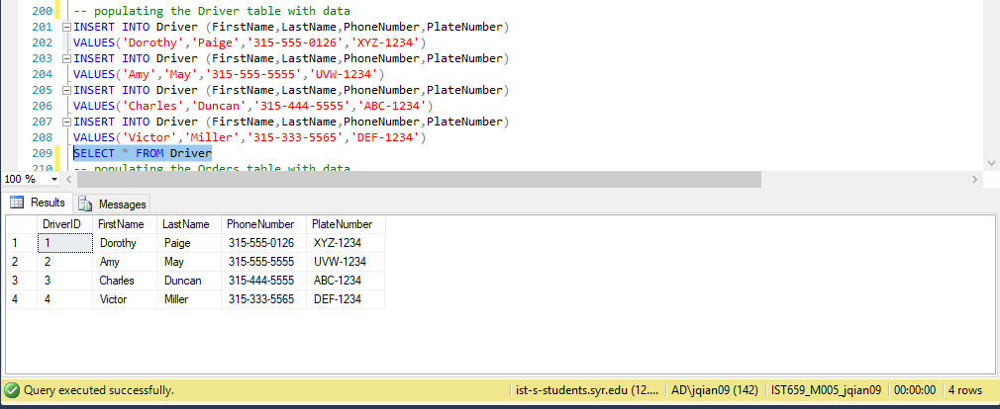 200 -- populating the Driver table with data
201 INSERT INTO Driver (FirstName,LastName,PhoneNumber,PlateNumber)
202 VALUES('Dorothy','Paige','315-555-0126','XYZ-1234')
203 INSERT INTO Driver (FirstName,LastName,PhoneNumber,PlateNumber)
204 VALUES('Amy','May','315-555-5555','UVW-1234')
205 INSERT INTO Driver (FirstName,LastName,PhoneNumber,PlateNumber)
206 VALUES('Charles','Duncan','315-444-5555','ABC-1234')
207 INSERT INTO Driver (FirstName,LastName,PhoneNumber,PlateNumber)
208 VALUES('Victor','Miller','315-333-5565','DEF-1234')
209 SELECT * FROM Driver
210 -- populating the Orders table with data
100 %
Results Messages
DriverID FirstName LastName PhoneNumber PlateNumber
1 1 Dorothy Paige 315-555-0126 XYZ-1234
2 2 Amy May 315-555-5555 UVW-1234
3 3 Charles Duncan 315-444-5555 ABC-1234
4 4 Victor Miller 315-333-5565 DEF-1234
Query executed successfully. ist-s-students.syr.edu (12.... AD\jqian09 (142) IST659_M005_jqian09 00:00:00 4 rows